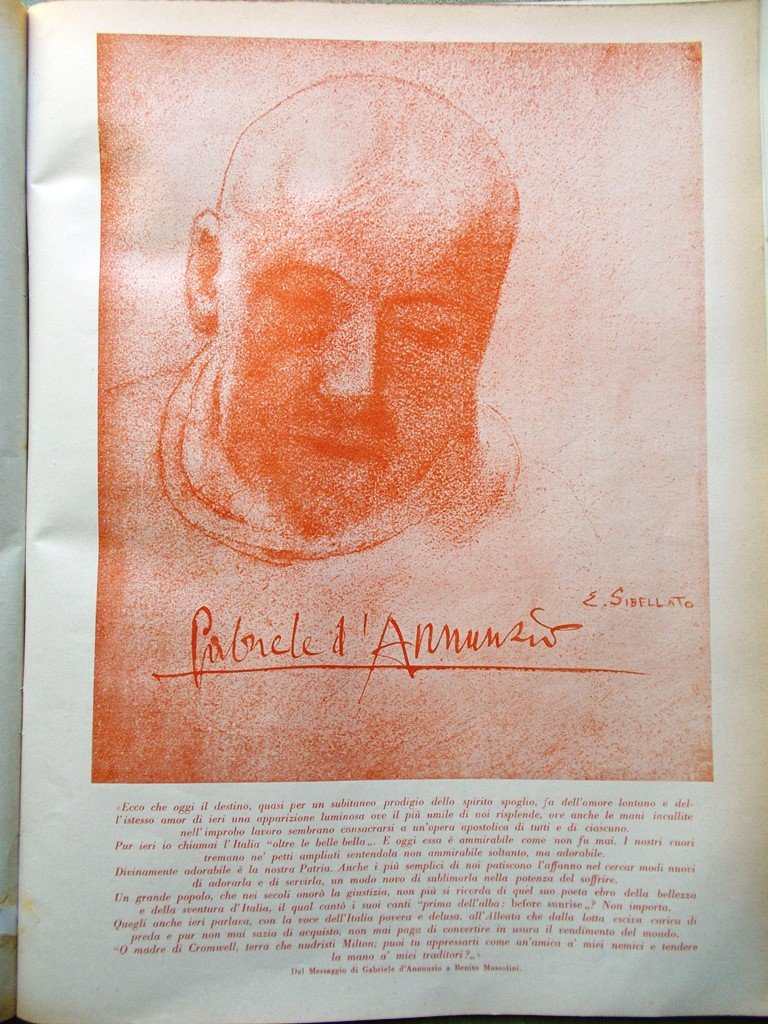 E. SIBELLATO
Gabriele d'Annunzio
«Ecco che oggi il destino, quasi per un subitaneo prodigio dello spirito spoglio, fa dell'amore lontano e del-
l'istesso amor di ieri una apparizione luminosa ove il più umile di noi risplende, ove anche le mani incallite
nell'improbo lavoro sembrano consacrarsi a un'opera apostolica di tutti e di ciascuno.
Pur ieri io chiamai l'Italia "oltre le belle bella„. E oggi essa è ammirabile come non fu mai. I nostri cuori
tremano ne' petti ampliati sentendola non ammirabile soltanto, ma adorabile.
Divinamente adorabile è la nostra Patria. Anche i più semplici di noi patiscono l'affanno nel cercar modi nuovi
di adorarla e di servirla, un modo novo di sublimarla nella potenza del soffrire.
Un grande popolo, che nei secoli onorò la giustizia, non più si ricorda di quel suo poeta ebro della bellezza
e della sventura d'Italia, il qual cantò i suoi canti "prima dell'alba: before sunrise„? Non importa.
Quegli anche ieri parlava, con la voce dell'Italia povera e delusa, all'Alleata che dalla lotta esciva carica di
preda e pur non mai sazia di acquisto, non mai paga di convertire in usura il vendimento del mondo.
"O madre di Cromwell, terra che nudristi Milton; puoi tu appressarti come un'amica a' miei nemici e tendere
la mano a' miei traditori?„»
Dal Messaggio di Gabriele d'Annunzio a Benito Mussolini.